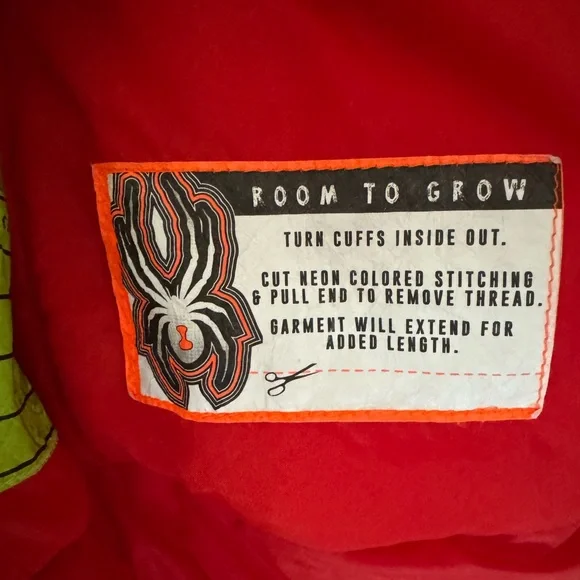 ROOM TO GROW
TURN CUFFS INSIDE OUT.
CUT NEON COLORED STITCHING
& PULL END TO REMOVE THREAD.
GARMENT WILL EXTEND FOR
ADDED LENGTH.